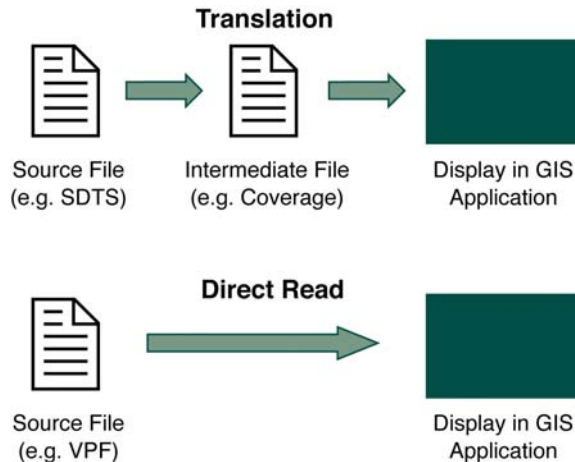 Translation
Source File
(e.g. SDTS)
Intermediate File
(e.g. Coverage)
Display in GIS
Application
Direct Read
Source File
(e.g. VPF)
Display in GIS
Application